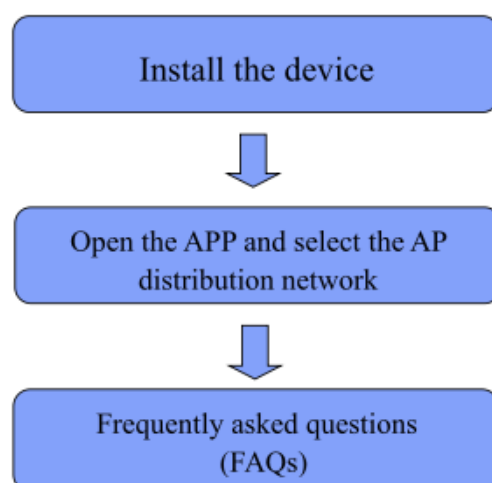 Install the device
Open the APP and select the AP
distribution network
Frequently asked questions
(FAQs)